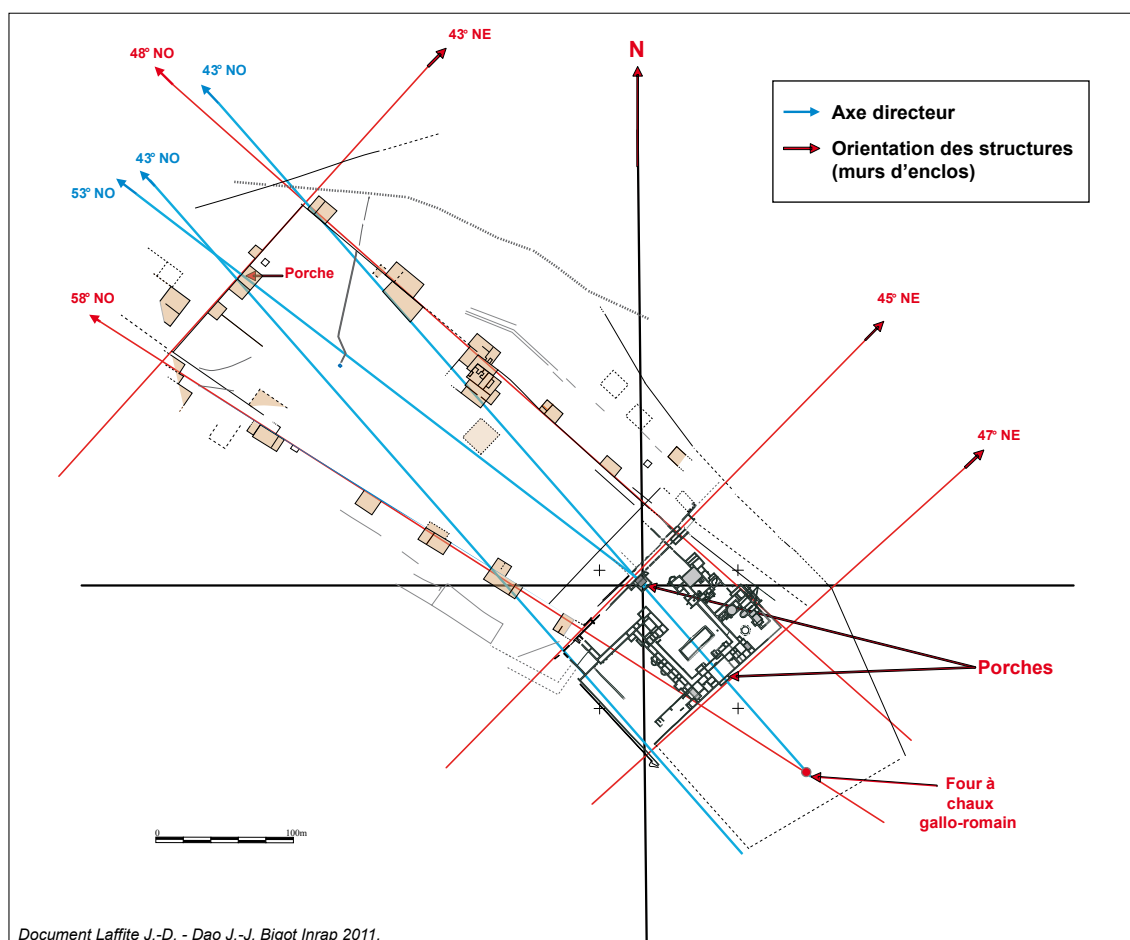 48° NO
43° NO
43° NE
N
Axe directeur
Orientation des structures
(murs d'enclos)
43° NO
53° NO
Porche
58° NO
45° NE
47° NE
Porches
Four à
chaux
gallo-romain
0
100m
Document Laffite J.-D. - Dao J.-J. Bigot Inrap 2011.